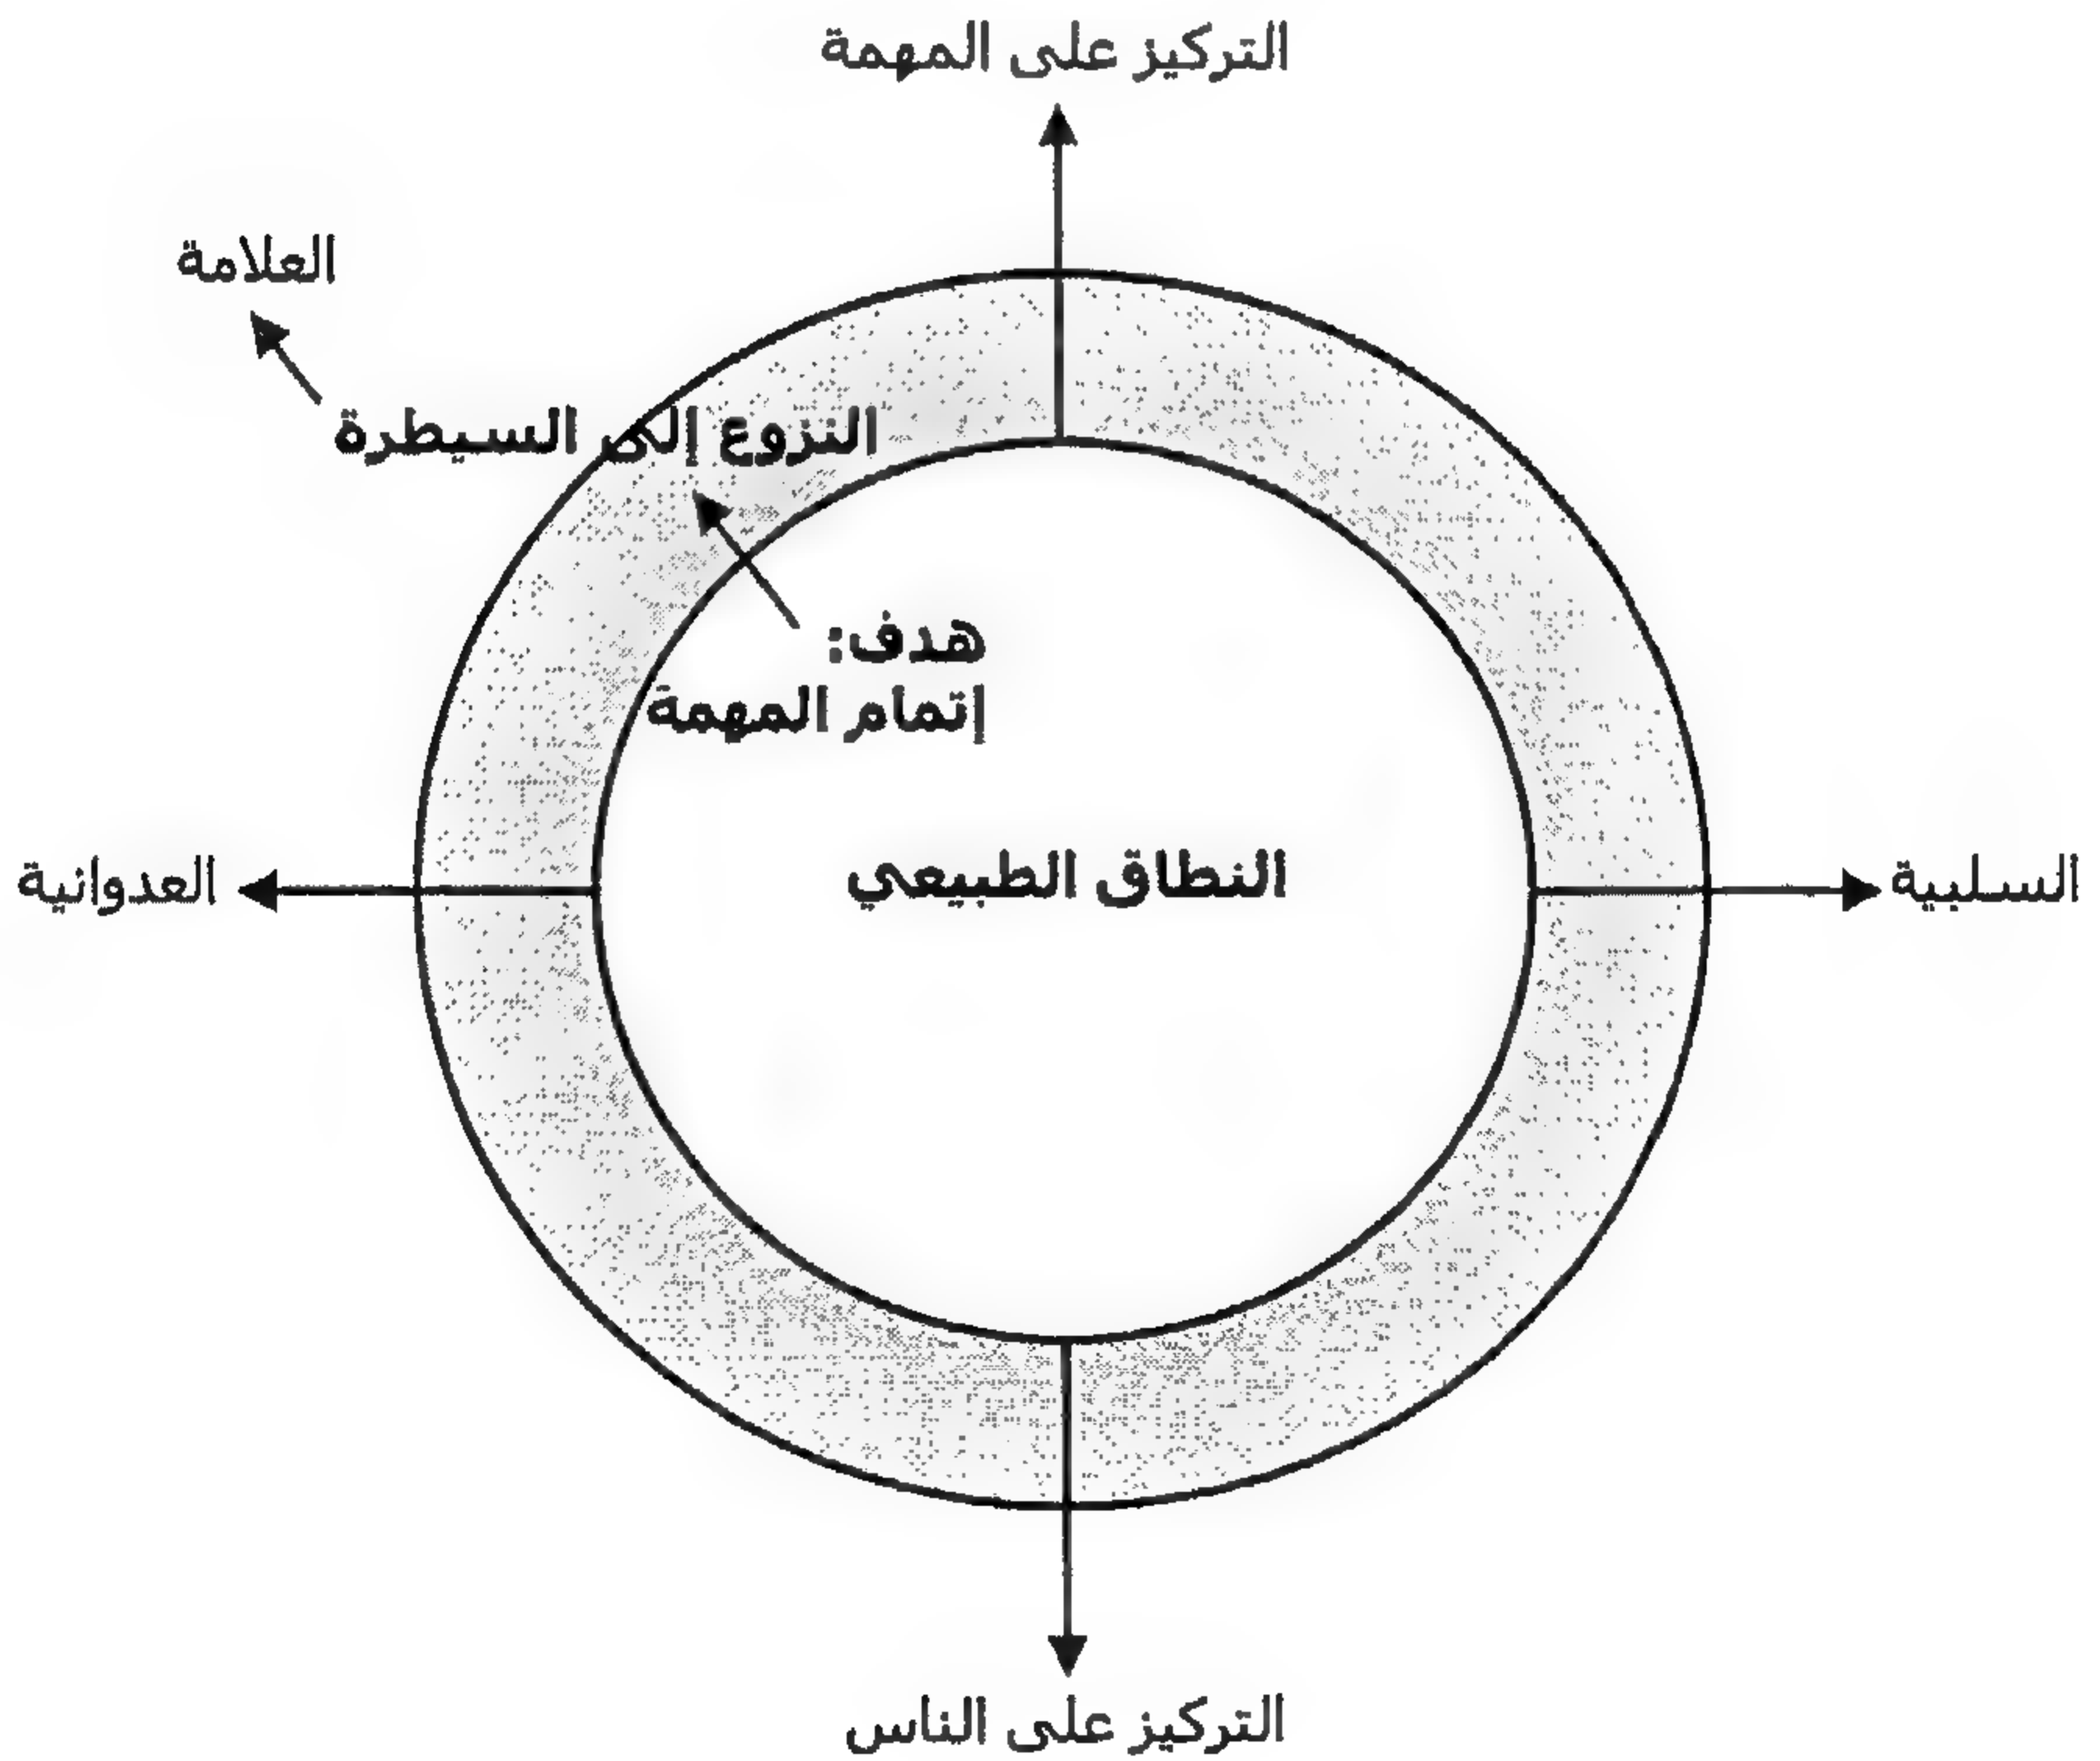 التركيز على المهمة
العلامة
النزوع إلى السيطرة
هدف:
إتمام المهمة
النطاق الطبيعي
السلبية
العدوانية
التركيز على الناس